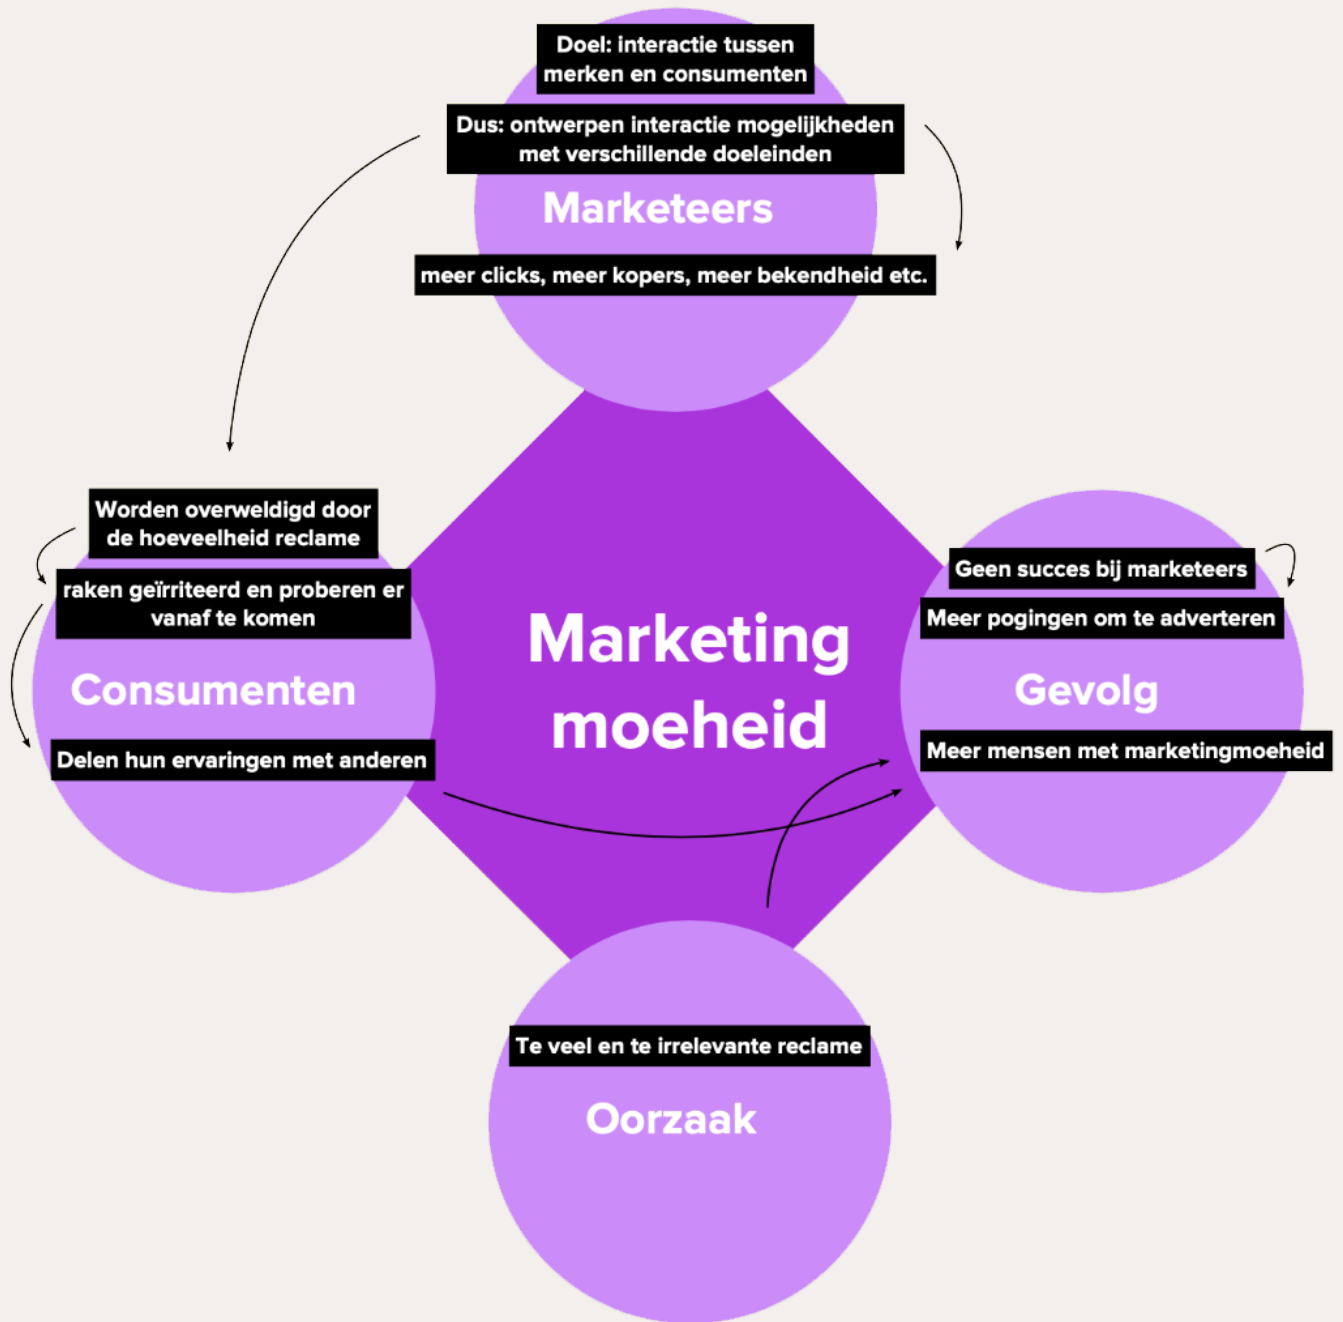 Doel: interactie tussen
merken en consumenten
Dus: ontwerpen interactie mogelijkheden
met verschillende doeleinden
Marketeers
meer clicks, meer kopers, meer bekendheid etc.
Worden overweldigd door
de hoeveelheid reclame
raken geïrriteerd en proberen er
vanaf te komen
Consumenten
Delen hun ervaringen met anderen
Marketing
moeheid
Geen succes bij marketeers
Meer pogingen om te adverteren
Gevolg
Meer mensen met marketingmoeheid
Te veel en te irrelevante reclame
Oorzaak